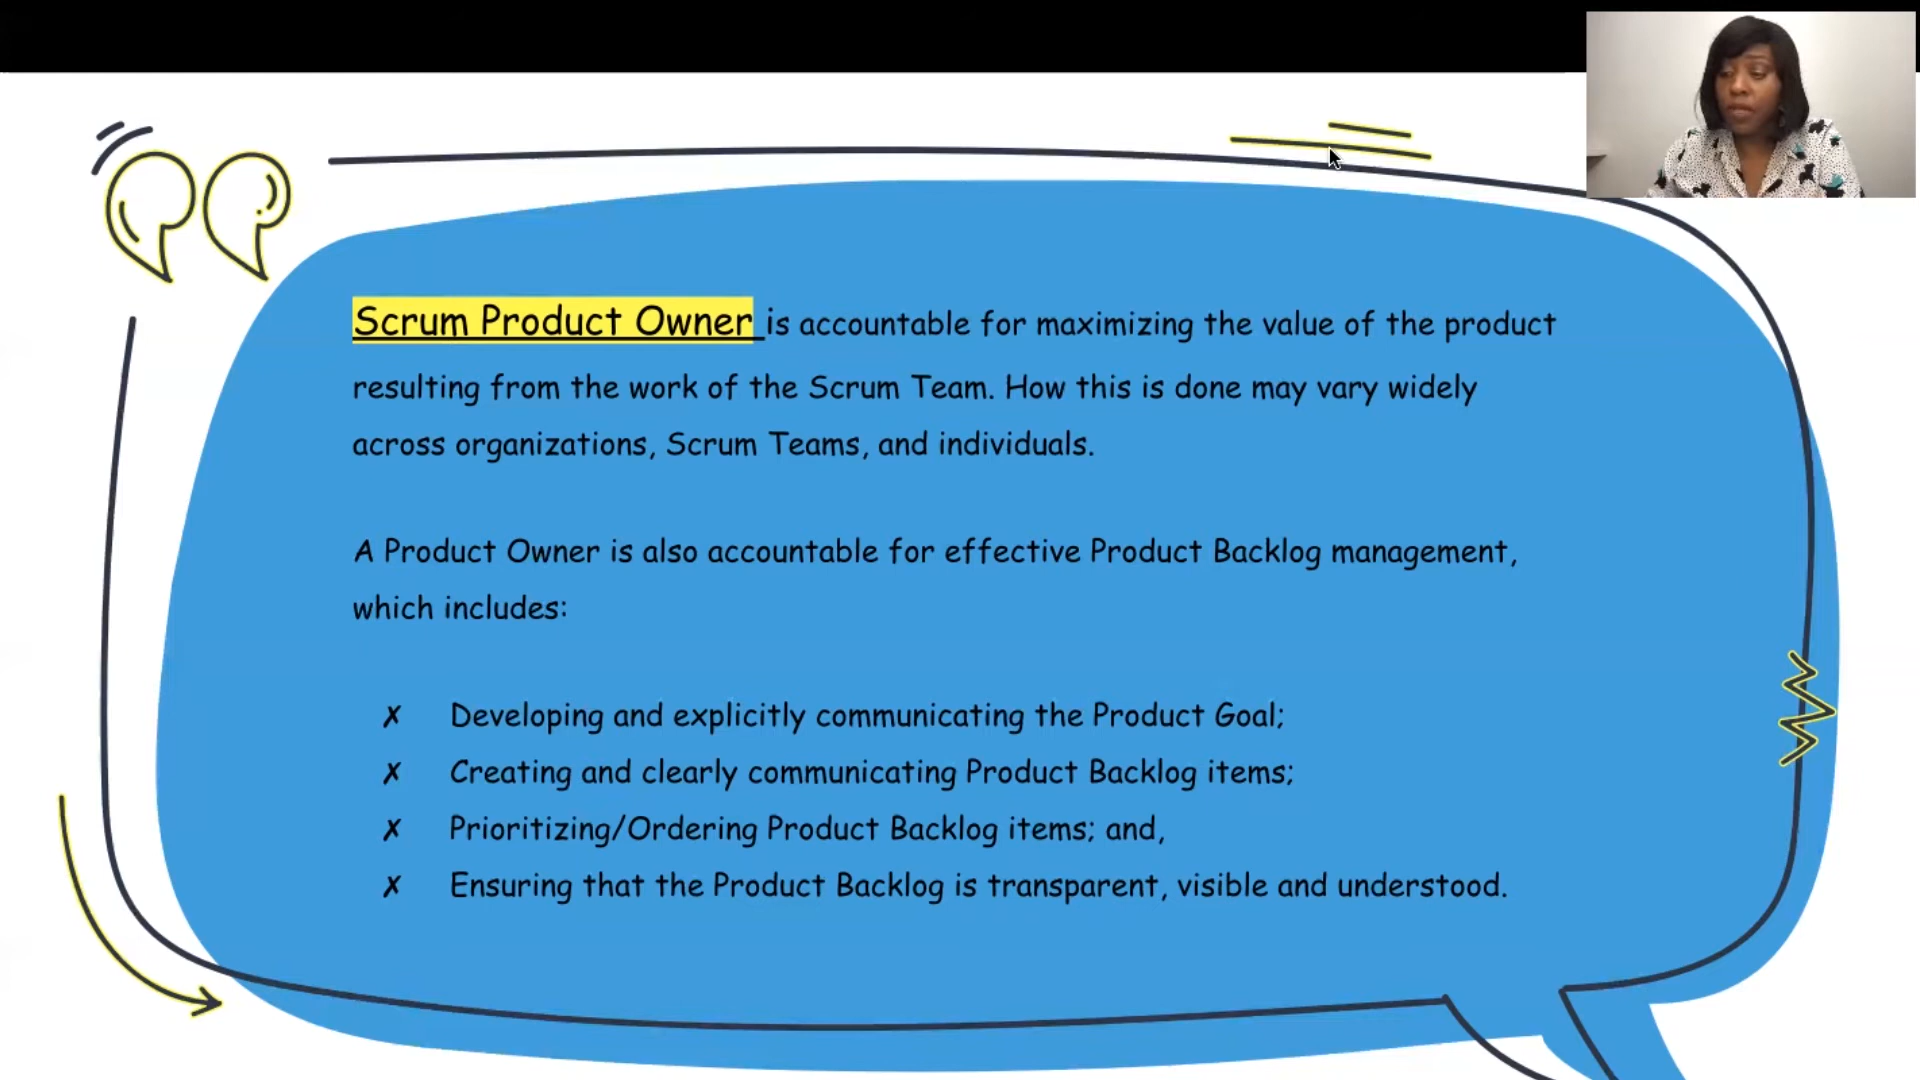 Scrum Product Owner is accountable for maximizing the value of the product
resulting from the work of the Scrum Team. How this is done may vary widely
across organizations, Scrum Teams, and individuals.
A Product Owner is also accountable for effective Product Backlog management,
which includes:
✗ Developing and explicitly communicating the Product Goal;
✗ Creating and clearly communicating Product Backlog items;
✗ Prioritizing/Ordering Product Backlog items; and,
✗ Ensuring that the Product Backlog is transparent, visible and understood.